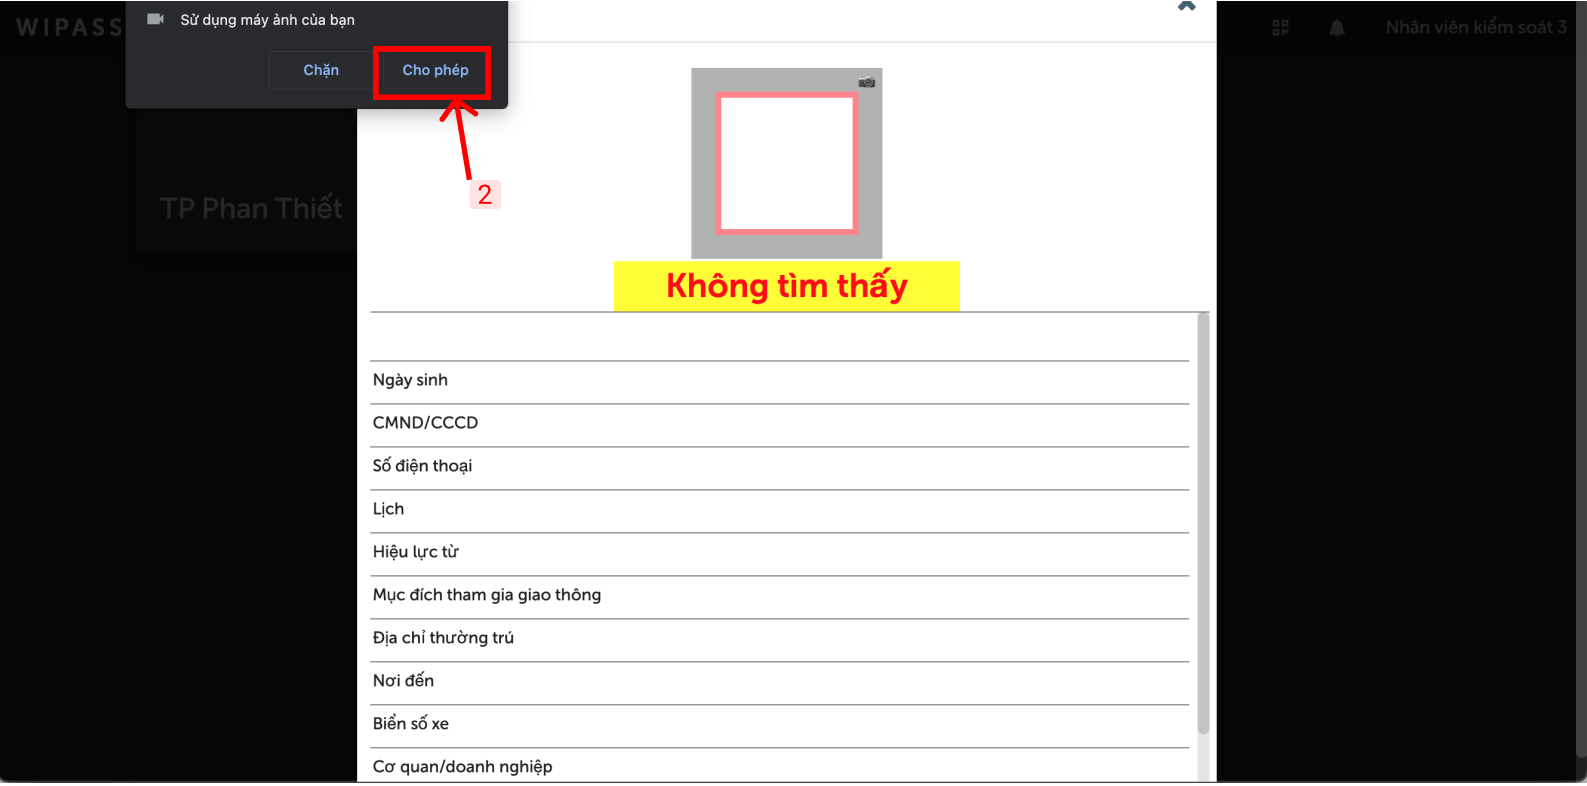 WIPASS
Sử dụng máy ảnh của bạn
Nhân viên kiểm soát 3
Chặn
Cho phép
2
TP Phan Thiết
Không tìm thấy
Ngày sinh
CMND/CCCD
Số điện thoại
Lịch
Hiệu lực từ
Mục đích tham gia giao thông
Địa chỉ thường trú
Nơi đến
Biển số xe
Cơ quan/doanh nghiệp